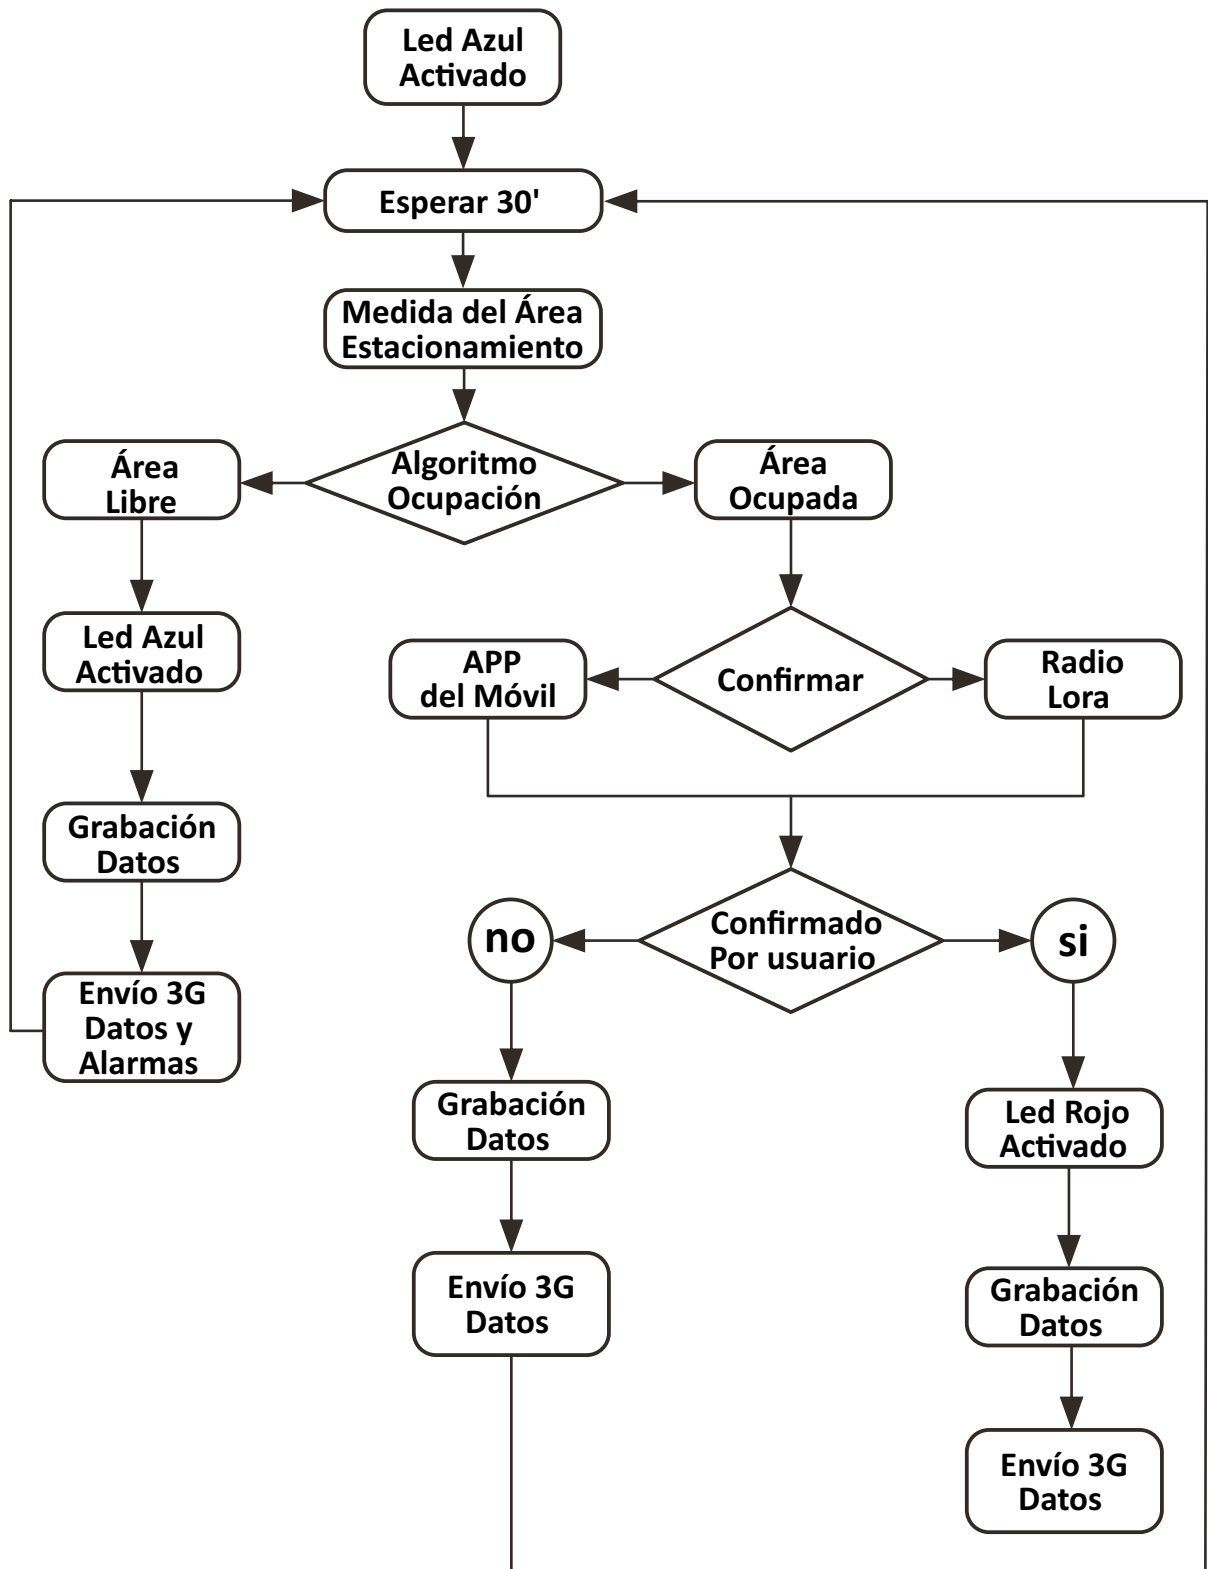 Led Azul
Activado
Esperar 30'
Medida del Área
Estacionamiento
Algoritmo
Ocupación
Área
Libre
Área
Ocupada
Led Azul
Activado
APP
del Móvil
Confirmar
Radio
Lora
Grabación
Datos
no
Confirmado
Por usuario
si
Envío 3G
Datos y
Alarmas
Grabación
Datos
Led Rojo
Activado
Envío 3G
Datos
Grabación
Datos
Envío 3G
Datos